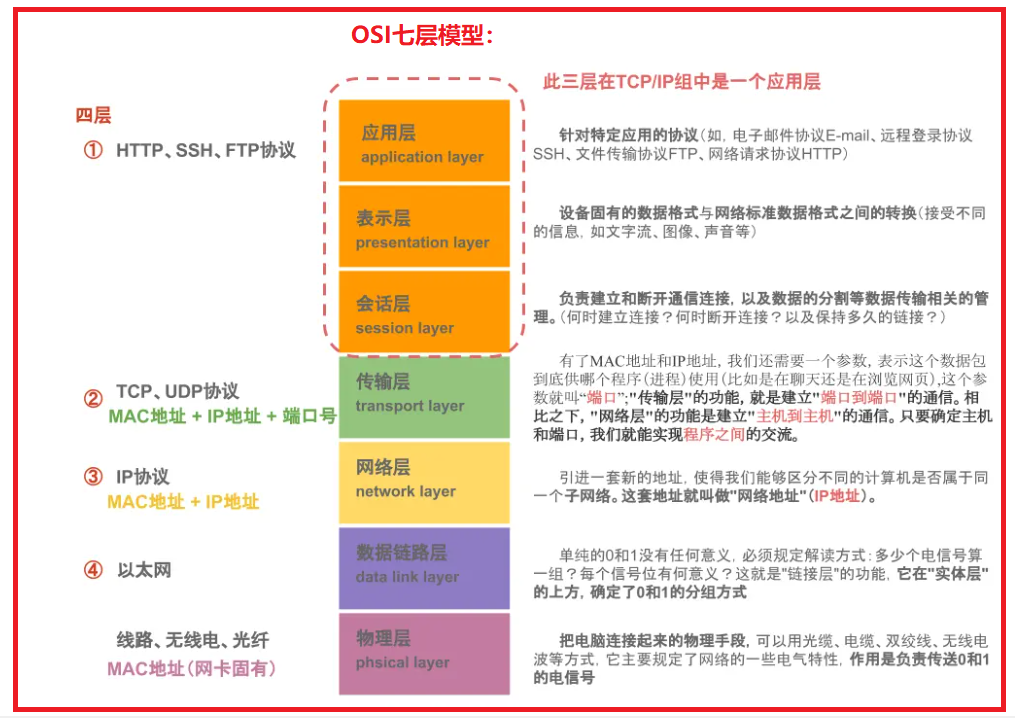 OSI七层模型：
此三层在TCP/IP组中是一个应用层
四层
① HTTP、SSH、FTP协议
应用层
application layer
针对特定应用的协议（如，电子邮件协议E-mail、远程登录协议
SSH、文件传输协议FTP、网络请求协议HTTP）
表示层
presentation layer
设备固有的数据格式与网络标准数据格式之间的转换（接受不同
的信息，如文字流、图像、声音等）
会话层
session layer
负责建立和断开通信连接，以及数据的分割等数据传输相关的管
理。（何时建立连接？何时断开连接？以及保持多久的链接？）
② TCP、UDP协议
MAC地址 + IP地址 + 端口号
传输层
transport layer
有了MAC地址和IP地址，我们还需要一个参数，表示这个数据包
到底供哪个程序（进程）使用（比如是在聊天还是在浏览网页），这个参
数就叫“端口”；"传输层"的功能，就是建立"端口到端口"的通信。相
比之下，"网络层"的功能是建立"主机到主机"的通信。只要确定主机
和端口，我们就能实现程序之间的交流。
③ IP协议
MAC地址 + IP地址
网络层
network layer
引进一套新的地址，使得我们能够区分不同的计算机是否属于同
一个子网络。这套地址就叫做"网络地址"（IP地址）。
④ 以太网
数据链路层
data link layer
单纯的0和1没有任何意义，必须规定解读方式：多少个电信号算
一组？每个信号位有何意义？这就是"链接层"的功能，它在"实体层"
的上方，确定了0和1的分组方式
线路、无线电、光纤
MAC地址（网卡固有）
物理层
phsical layer
把电脑连接起来的物理手段，可以用光缆、电缆、双绞线、无线电
波等方式，它主要规定了网络的一些电气特性，作用是负责传送0和1
的电信号